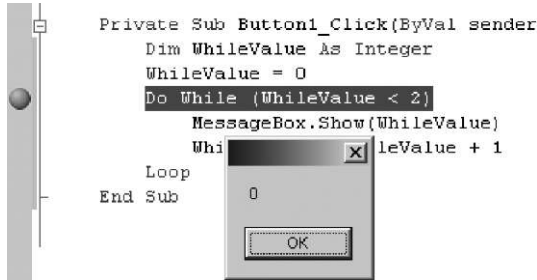 Private Sub Button1_Click(ByVal sender
Dim WhileValue As Integer
WhileValue = 0
Do While (WhileValue < 2)
MessageBox.Show(WhileValue)
Whi leValue + 1
Loop
End Sub
0
OK